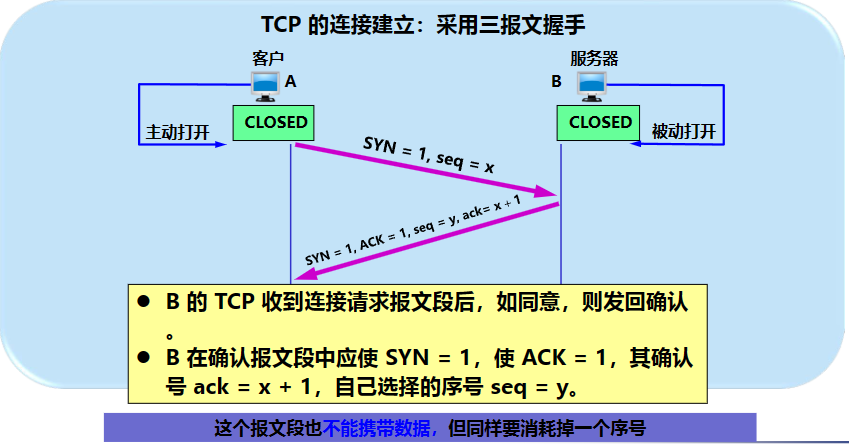 TCP 的连接建立：采用三报文握手
客户
服务器
A
B
CLOSED
CLOSED
主动打开
被动打开
SYN = 1, seq = x
SYN = 1, ACK = 1, seq = y, ack= x + 1
● B 的 TCP 收到连接请求报文段后，如同意，则发回确认
。
● B 在确认报文段中应使 SYN = 1，使 ACK = 1，其确认
号 ack = x + 1，自己选择的序号 seq = y。
这个报文段也不能携带数据，但同样要消耗掉一个序号